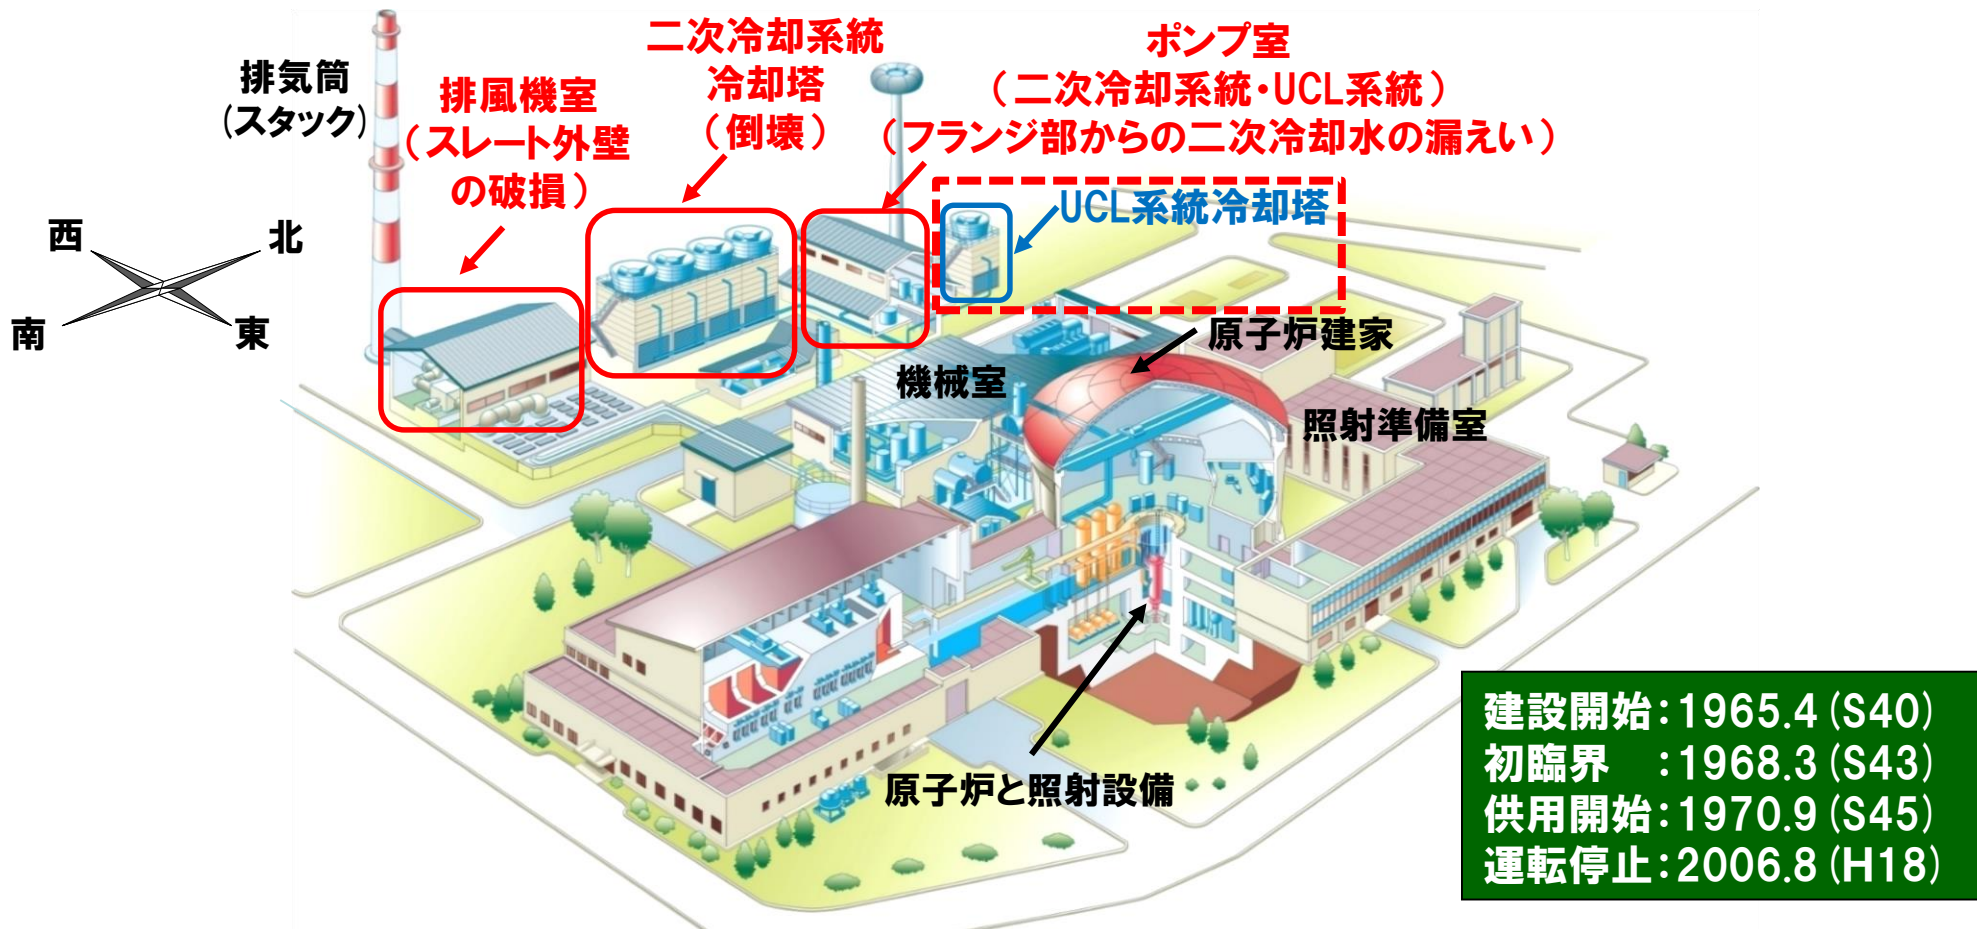 排気筒
(スタック)
排風機室
(スレート外壁
の破損)
二次冷却系統
冷却塔
(倒壊)
ポンプ室
(二次冷却系統・UCL系統)
(フランジ部からの二次冷却水の漏えい)
UCL系統冷却塔
西
北
南
東
機械室
原子炉建家
照射準備室
原子炉と照射設備
建設開始:1965.4(S40)
初臨界 :1968.3(S43)
供用開始:1970.9(S45)
運転停止:2006.8(H18)